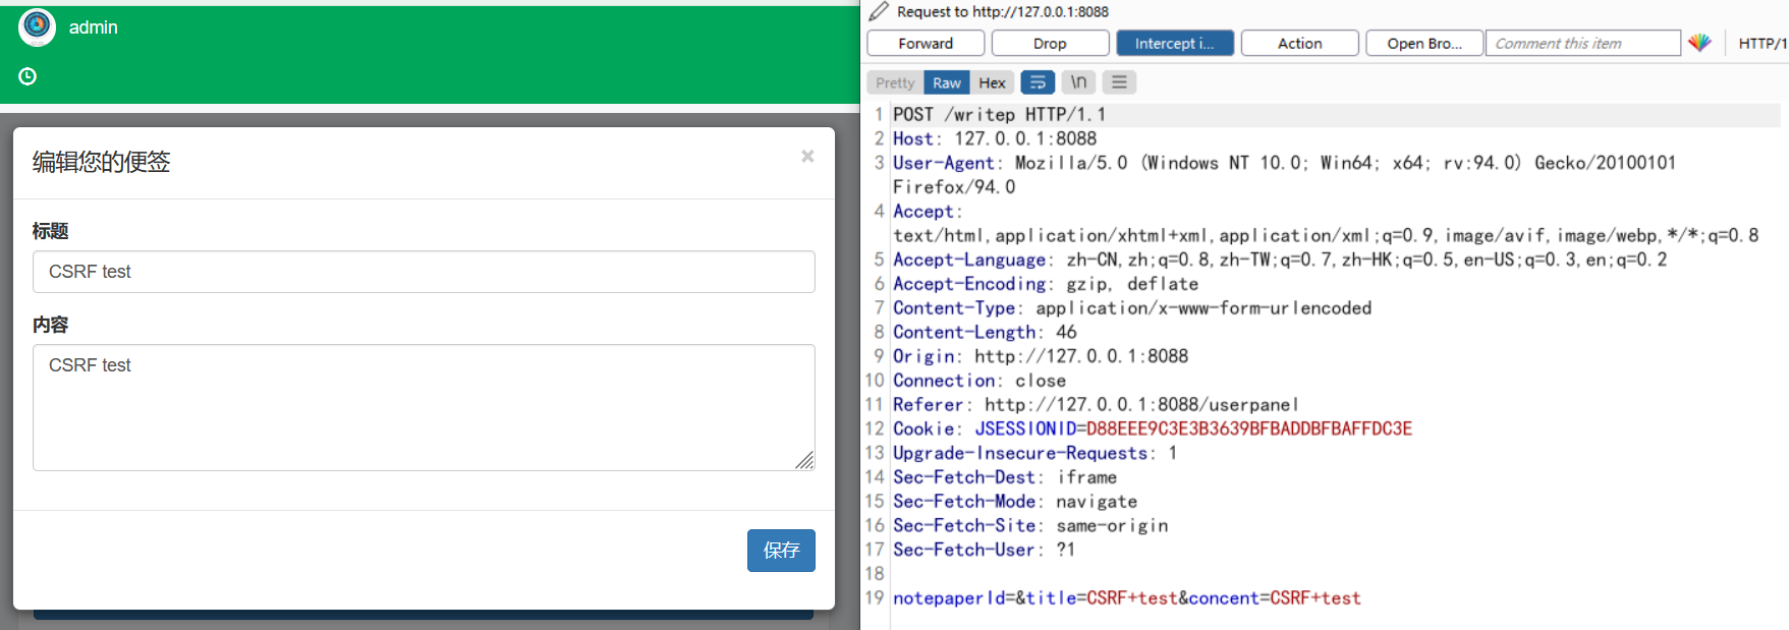 admin
编辑您的便签
×
标题
CSRF test
内容
CSRF test
保存
Request to http://127.0.0.1:8088
Forward
Drop
Intercept i...
Action
Open Bro...
Comment this item
HTTP/1
Pretty
Raw
Hex
\n
1 POST /writep HTTP/1.1
2 Host: 127.0.0.1:8088
3 User-Agent: Mozilla/5.0 (Windows NT 10.0; Win64; x64; rv:94.0) Gecko/20100101
Firefox/94.0
4 Accept:
text/html,application/xhtml+xml,application/xml;q=0.9,image/avif,image/webp,*/*;q=0.8
5 Accept-Language: zh-CN,zh;q=0.8,zh-TW;q=0.7,zh-HK;q=0.5,en-US;q=0.3,en;q=0.2
6 Accept-Encoding: gzip, deflate
7 Content-Type: application/x-www-form-urlencoded
8 Content-Length: 46
9 Origin: http://127.0.0.1:8088
10 Connection: close
11 Referer: http://127.0.0.1:8088/userpanel
12 Cookie: JSESSIONID=D88EEE9C3E3B3639BFBADDBFBAFFDC3E
13 Upgrade-Insecure-Requests: 1
14 Sec-Fetch-Dest: iframe
15 Sec-Fetch-Mode: navigate
16 Sec-Fetch-Site: same-origin
17 Sec-Fetch-User: ?1
18
19 notepaperId=&title=CSRF+test&concent=CSRF+test